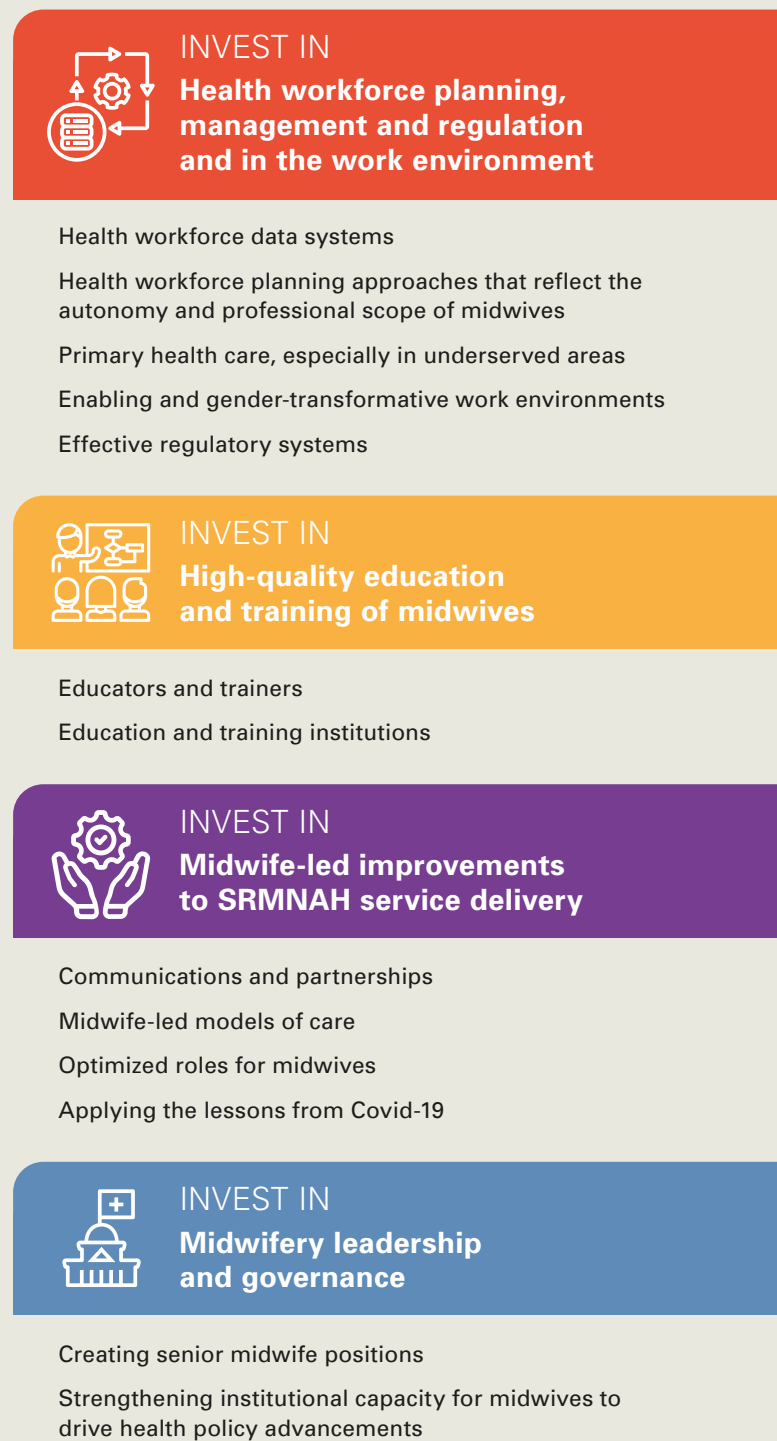 INVEST IN
Health workforce planning,
management and regulation
and in the work environment
Health workforce data systems
Health workforce planning approaches that reflect the
autonomy and professional scope of midwives
Primary health care, especially in underserved areas
Enabling and gender-transformative work environments
Effective regulatory systems
INVEST IN
High-quality education
and training of midwives
Educators and trainers
Education and training institutions
INVEST IN
Midwife-led improvements
to SRMNAH service delivery
Communications and partnerships
Midwife-led models of care
Optimized roles for midwives
Applying the lessons from Covid-19
INVEST IN
Midwifery leadership
and governance
Creating senior midwife positions
Strengthening institutional capacity for midwives to
drive health policy advancements